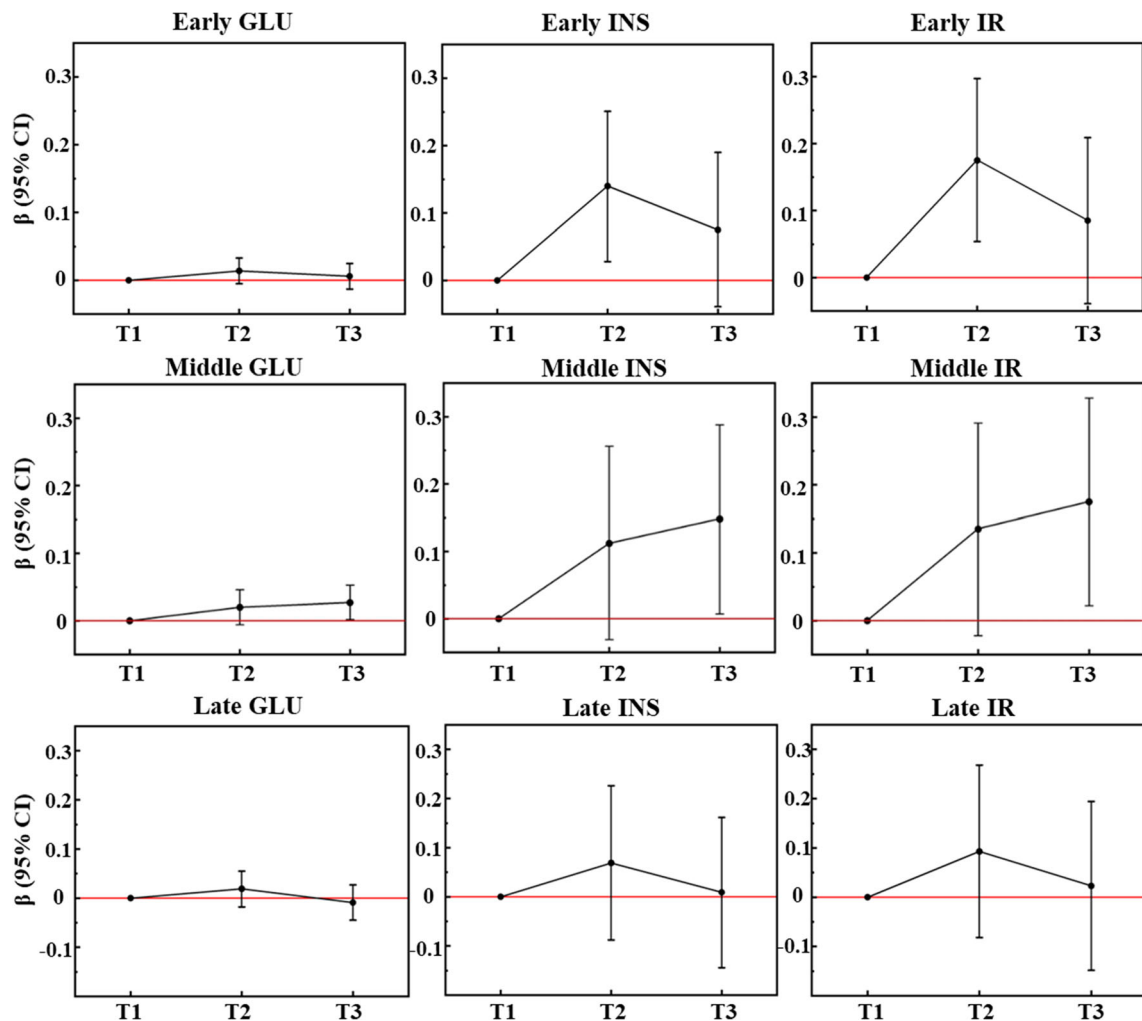 Early GLU Early INS Early IR
β (95% CI)
0.3 0.3 0.3
0.2 0.2 0.2
0.1 0.1 0.1
0 0 0
T1 T2 T3 T1 T2 T3 T1 T2 T3
Middle GLU Middle INS Middle IR
β (95% CI)
0.3 0.3 0.3
0.2 0.2 0.2
0.1 0.1 0.1
0 0 0
T1 T2 T3 T1 T2 T3 T1 T2 T3
Late GLU Late INS Late IR
β (95% CI)
0.3 0.3 0.3
0.2 0.2 0.2
0.1 0.1 0.1
0 0 0
-0.1 -0.1 -0.1
T1 T2 T3 T1 T2 T3 T1 T2 T3